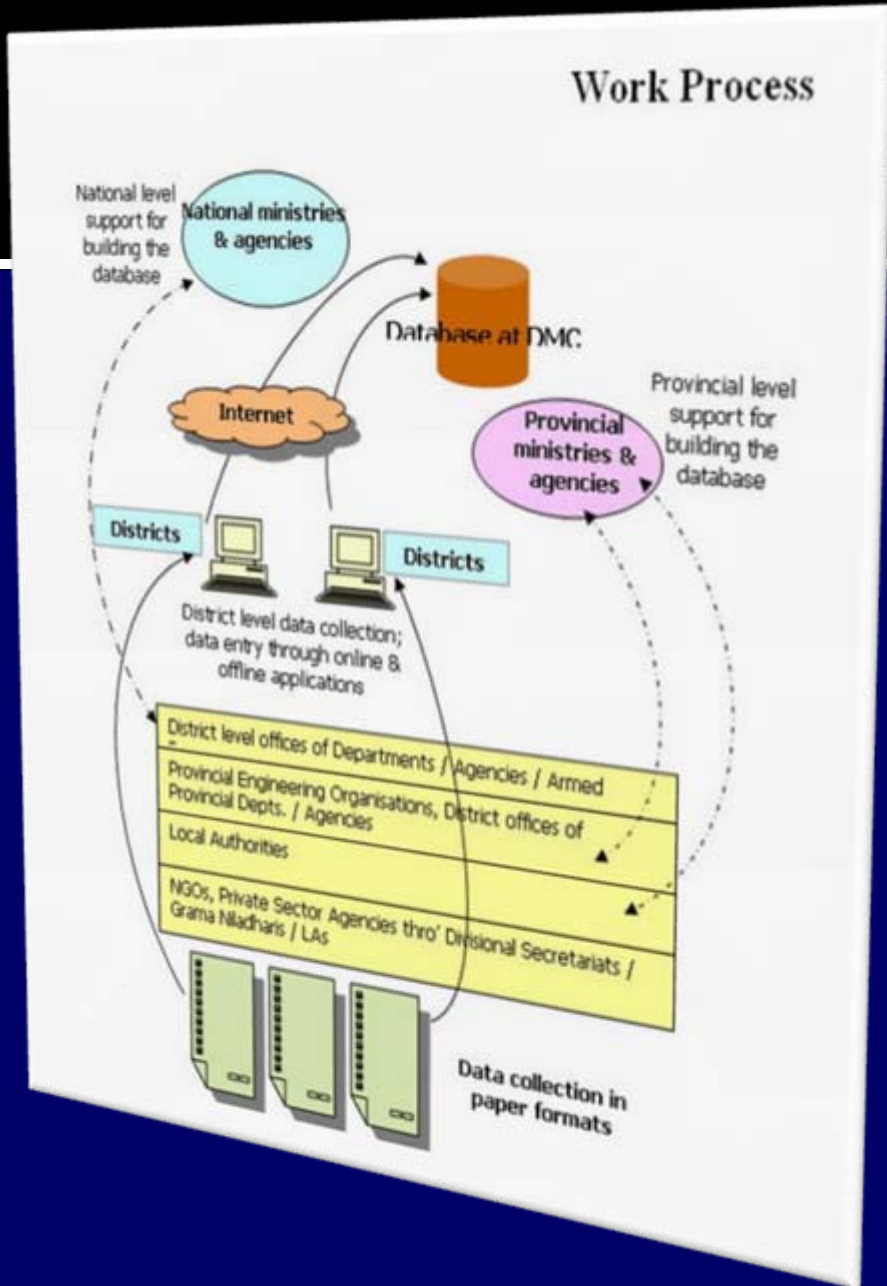 Work Process
National level
support for
building the
database
National ministries
& agencies
Database at DMC
Internet
Provincial
ministries &
agencies
Provincial level
support for
building the
database
Districts
Districts
District level data collection;
data entry through online &
offline applications
District level offices of Departments / Agencies / Armed
Provincial Engineering Organisations, District offices of
Provincial Depts. / Agencies
Local Authorities
NGOs, Private Sector Agencies thro' Divisional Secretariats /
Grama Niladharis / LAs
Data collection in
paper formats